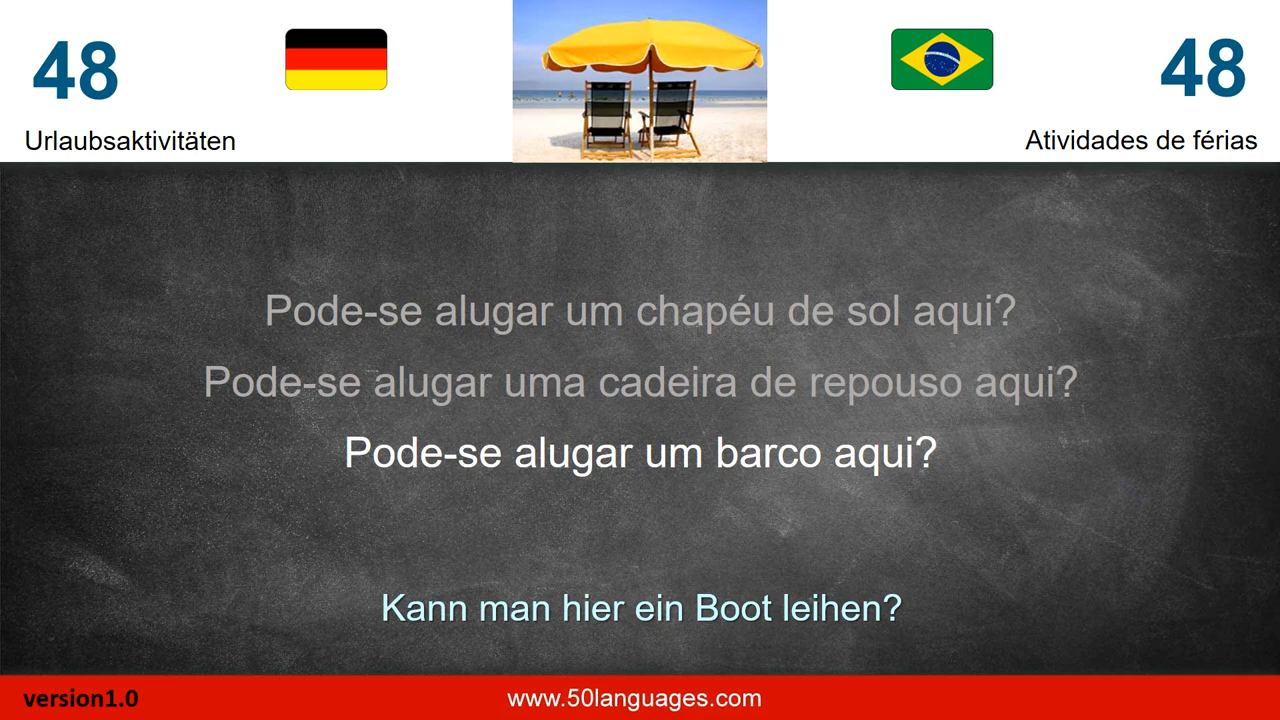 48
48
Urlaubsaktivitäten
Atividades de férias
Pode-se alugar um chapéu de sol aqui?
Pode-se alugar uma cadeira de repouso aqui?
Pode-se alugar um barco aqui?
Kann man hier ein Boot leihen?
version1.0
www.50languages.com